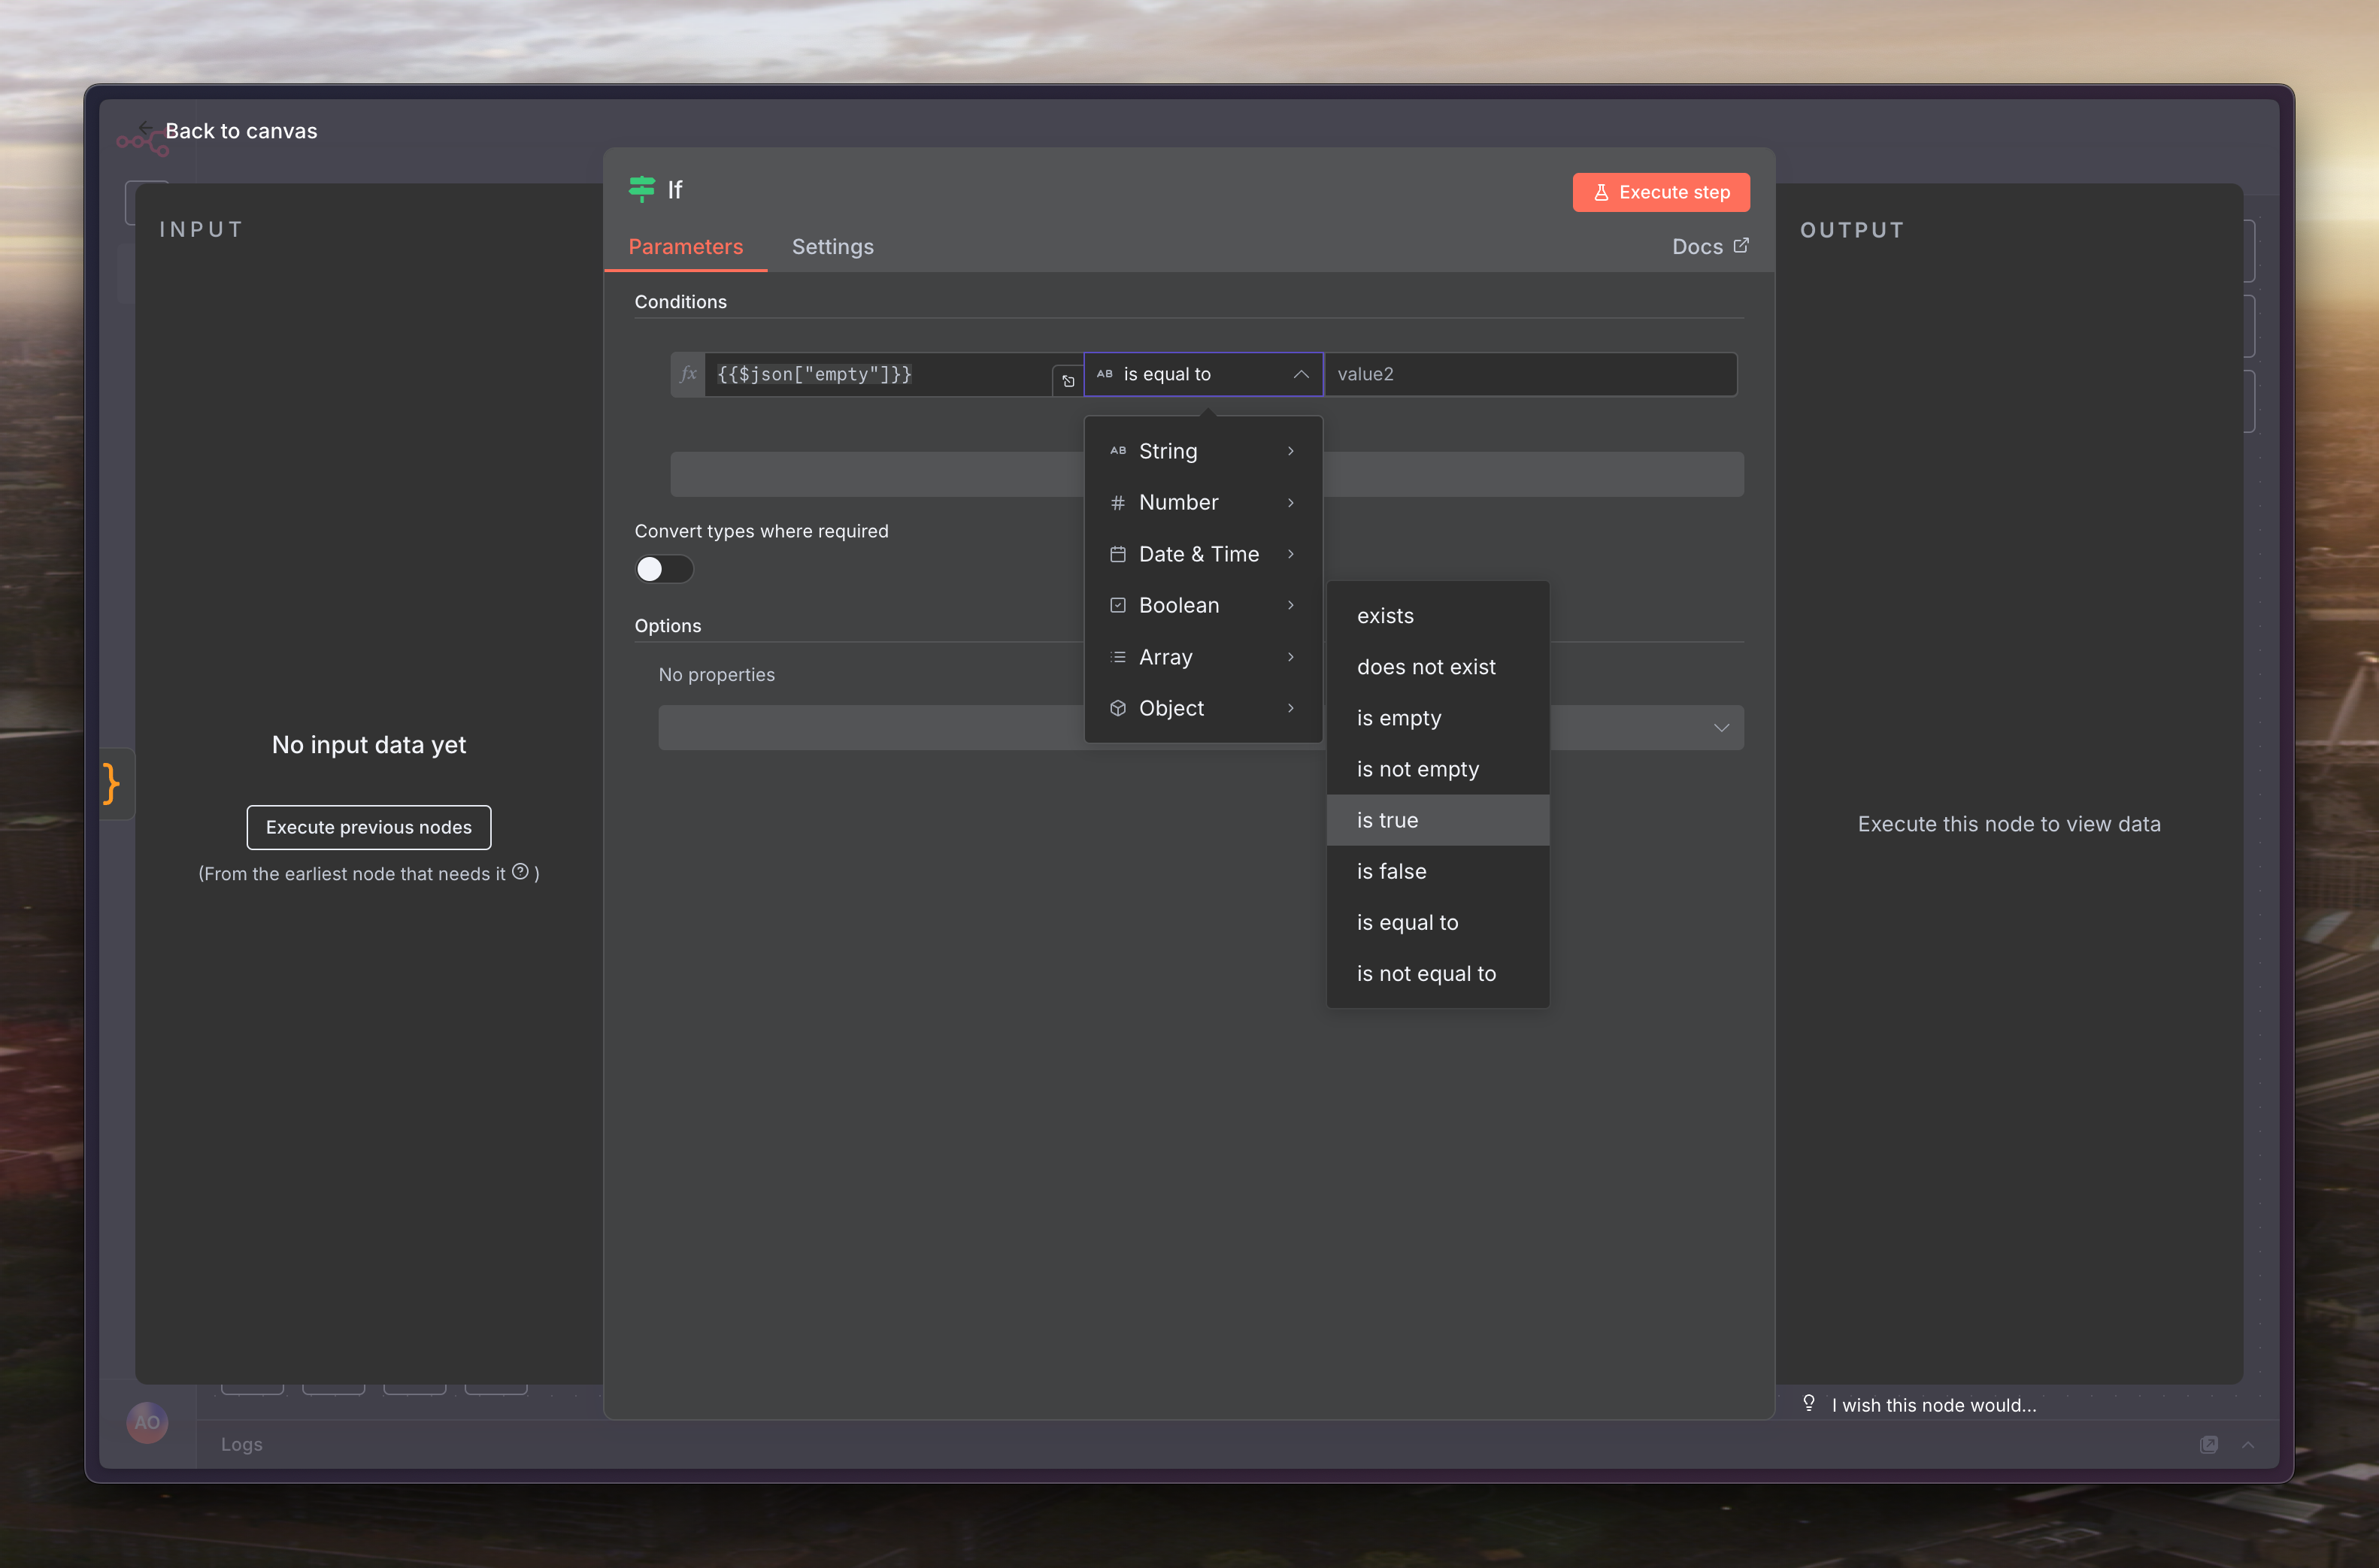 Back to canvas
INPUT
No input data yet
Execute previous nodes
(From the earliest node that needs it ? )
If
Execute step
Parameters
Settings
Docs
Conditions
fx
{{$json["empty"]}}
AB is equal to
value2
AB String
# Number
Date & Time
Boolean
Array
Object
exists
does not exist
is empty
is not empty
is true
is false
is equal to
is not equal to
Convert types where required
Options
No properties
OUTPUT
Execute this node to view data
I wish this node would...
}
AO
Logs